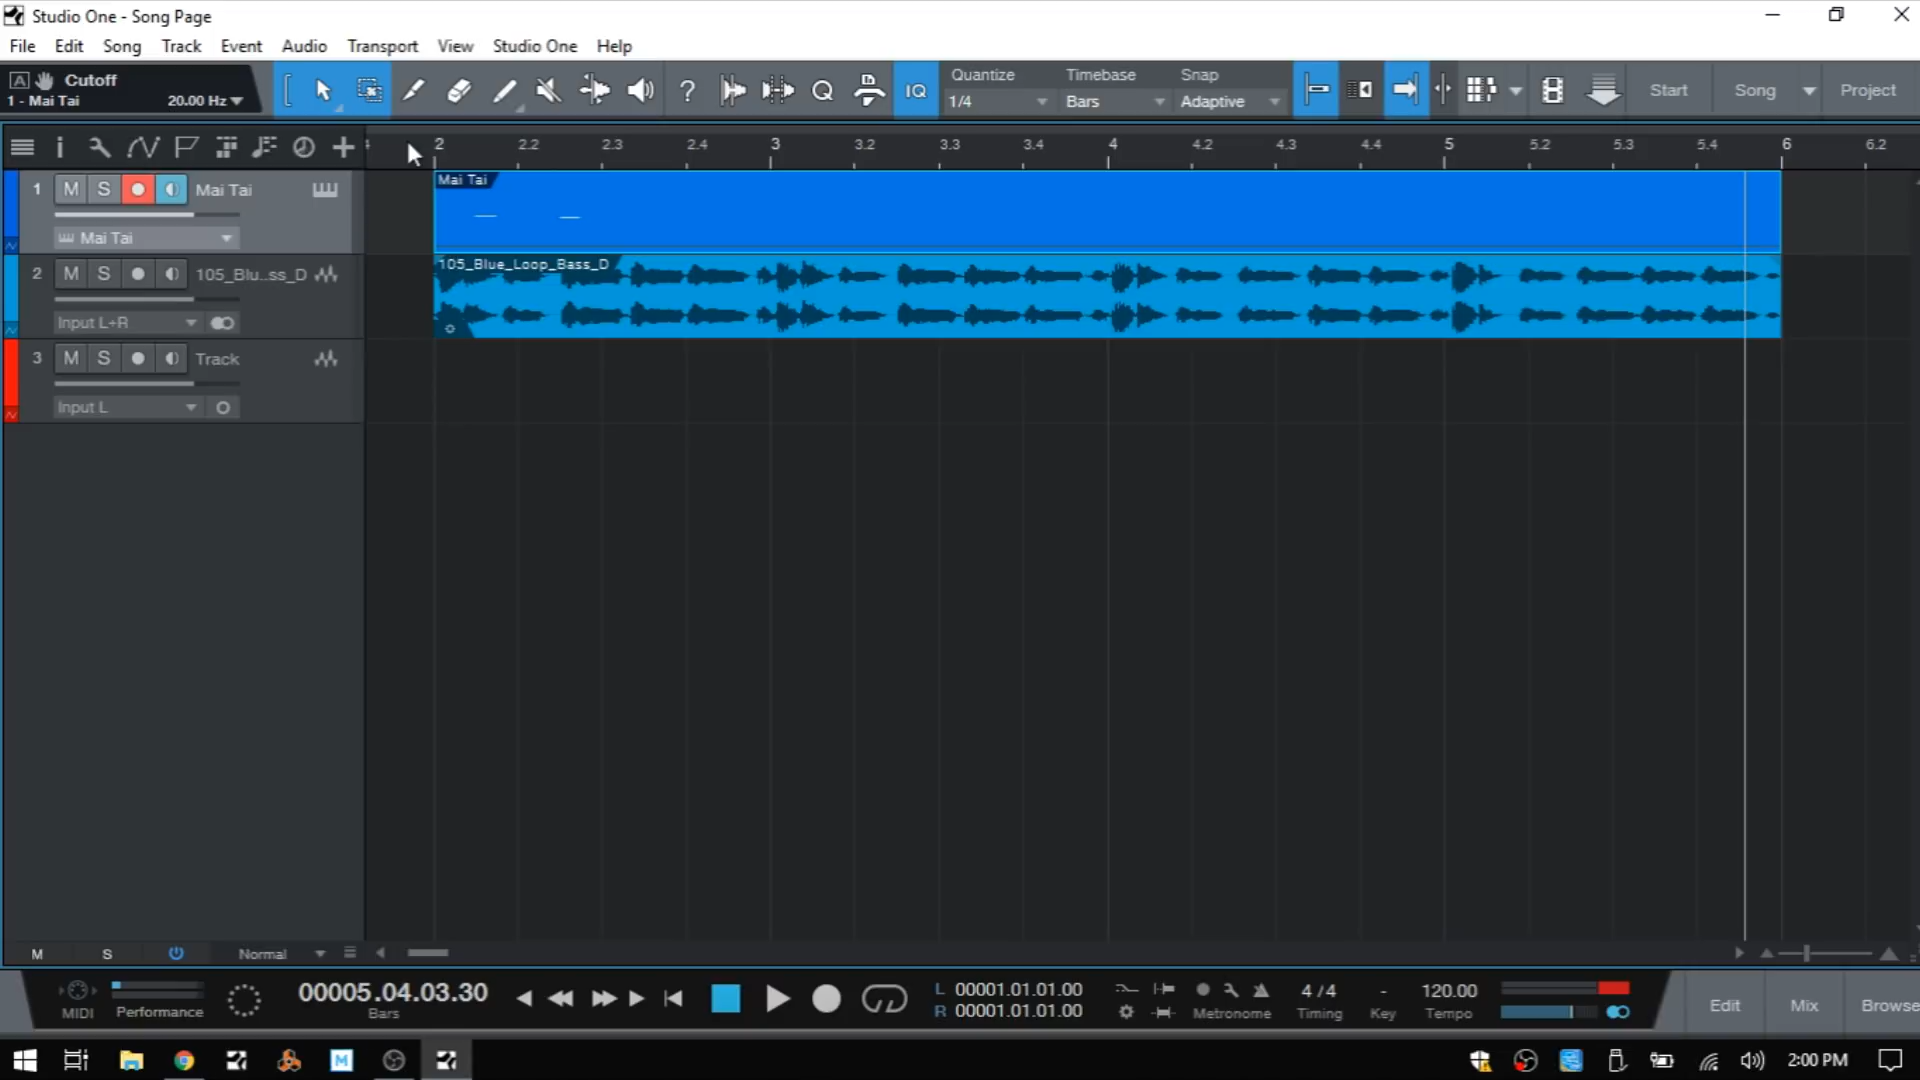 Studio One - Song Page
File Edit Song Track Event Audio Transport View Studio One Help
A Cutoff
1 - Mai Tai 20.00 Hz
IQ
Quantize Timebase Snap
1/4 Bars Adaptive
Start Song Project
2 2.2 2.3 2.4 3 3.2 3.3 3.4 4 4.2 4.3 4.4 5 5.2 5.3 5.4 6 6.2
1 M S Mai Tai
Mai Tai
Mai Tai
2 M S 105_Blu..ss_D
Input L+R
105_Blue_Loop_Bass_D
3 M S Track
Input L
M S Normal
MIDI Performance
00005.04.03.30
Bars
L 00001.01.01.00
R 00001.01.01.00
Metronome
4 / 4
Timing
-
Key
120.00
Tempo
Edit Mix Browse
2:00 PM